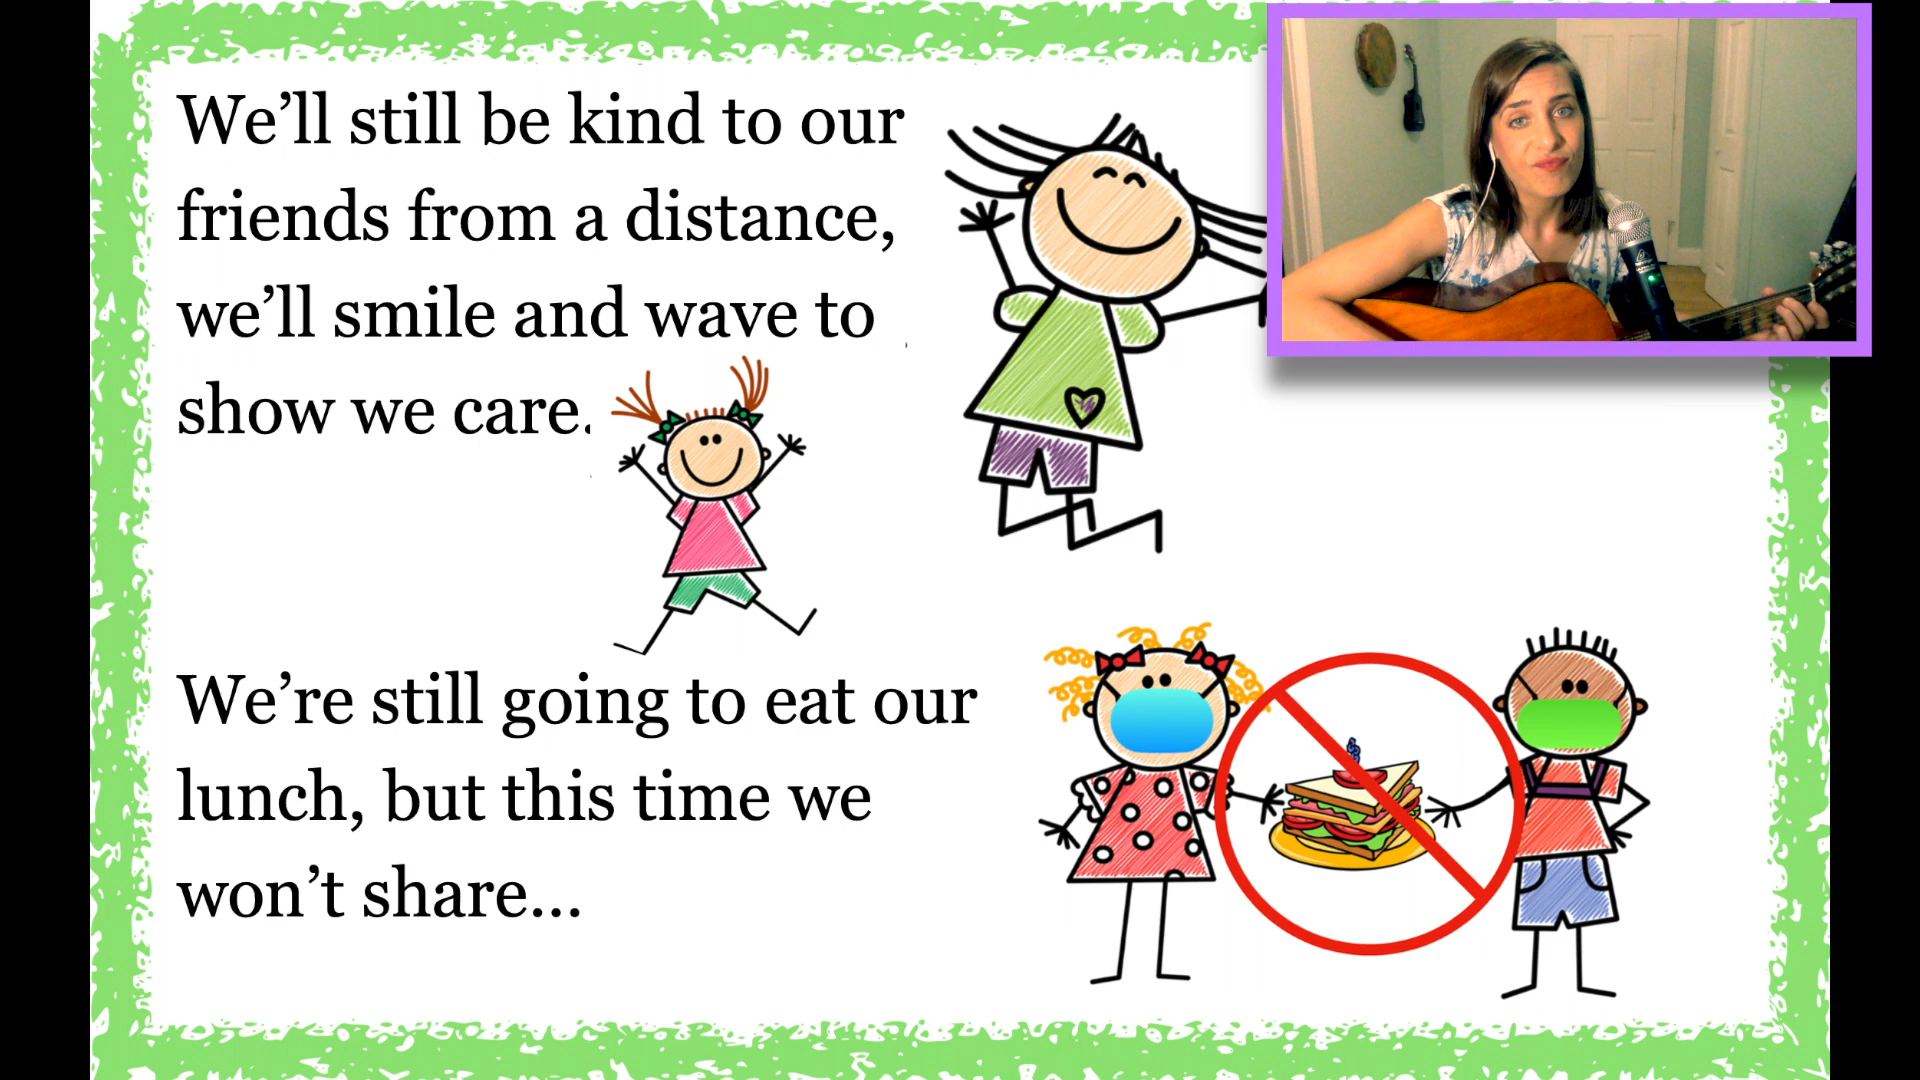 We’ll still be kind to our
friends from a distance,
we’ll smile and wave to
show we care.
We’re still going to eat our
lunch, but this time we
won’t share...